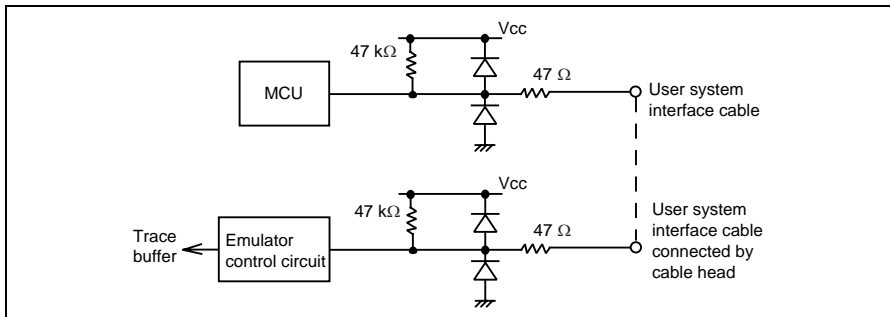 Vcc
47 kΩ
47 Ω
MCU
User system
interface cable
Vcc
47 kΩ
47 Ω
Trace
buffer
Emulator
control circuit
User system
interface cable
connected by
cable head